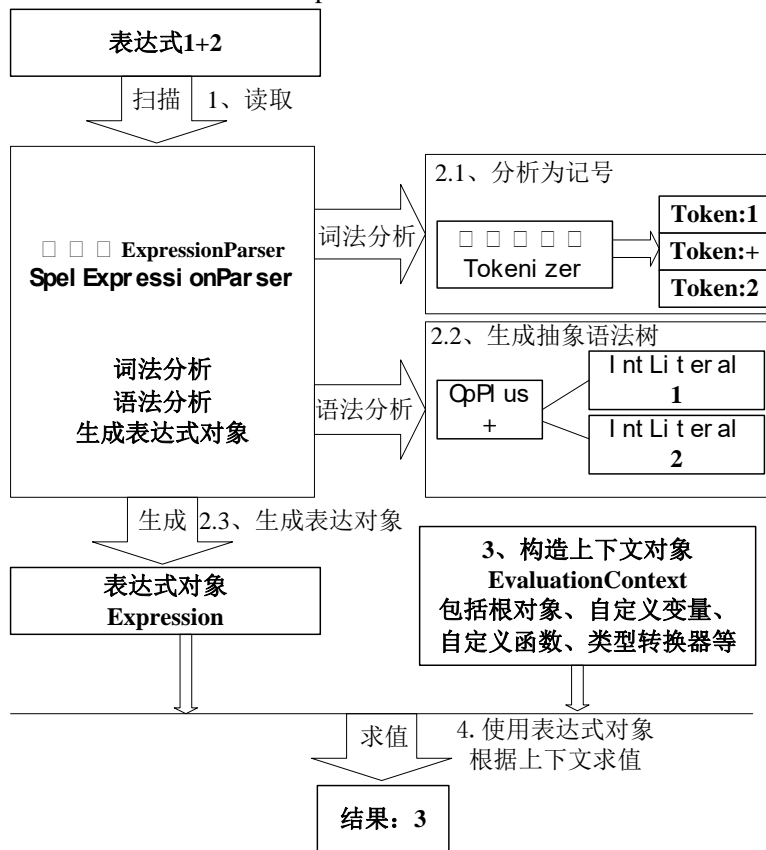 表达式1+2
扫描 1、读取
ExpressionParser
SpelExpressionParser
词法分析
语法分析
生成表达式对象
词法分析
2.1、分析为记号
Tokenizer
Token:1
Token:+
Token:2
语法分析
2.2、生成抽象语法树
OpPlus
+
IntLiteral
1
IntLiteral
2
生成 2.3、生成表达对象
表达式对象
Expression
3、构造上下文对象
EvaluationContext
包括根对象、自定义变量、
自定义函数、类型转换器等
求值
4.使用表达式对象
根据上下文求值
结果：3